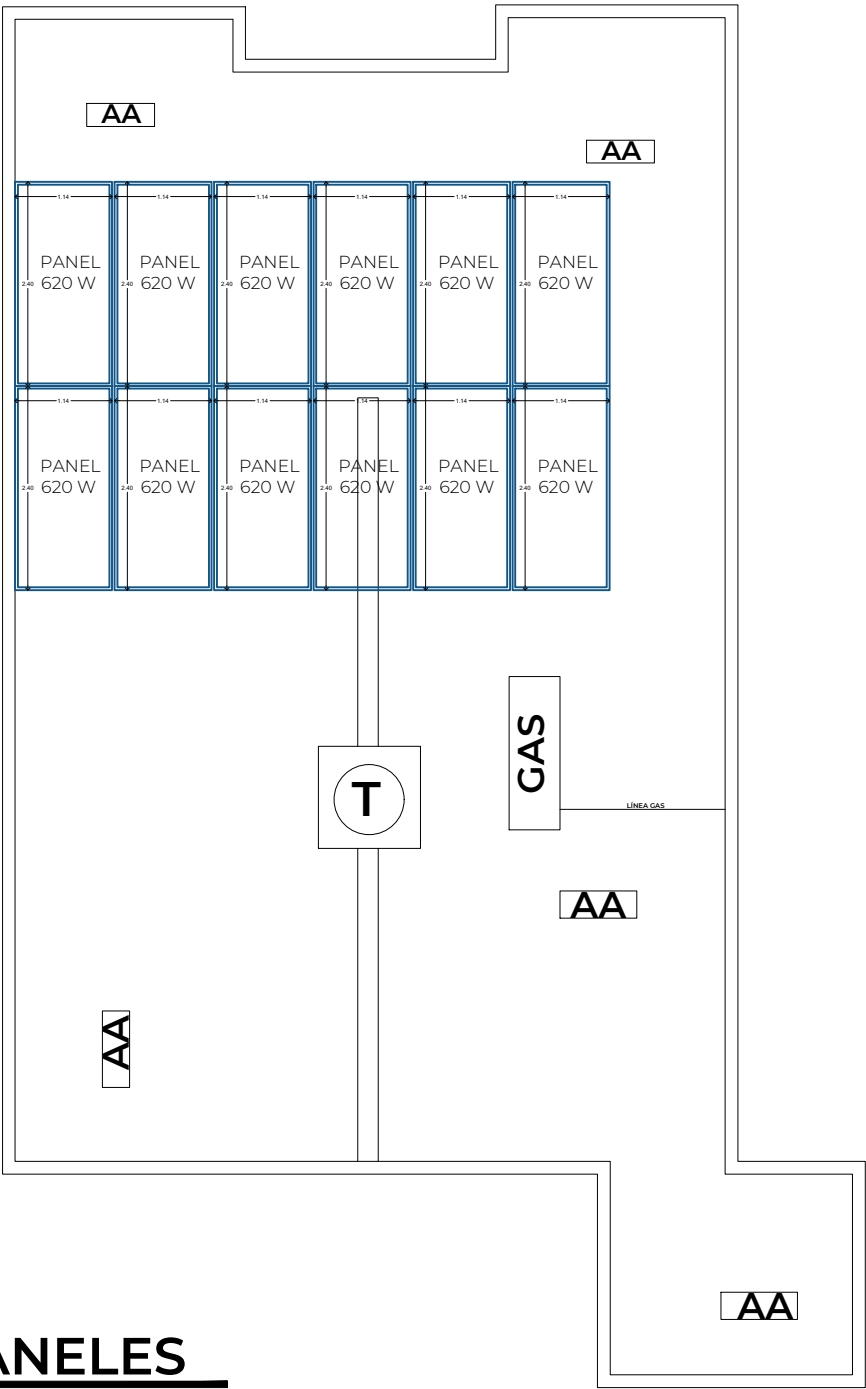 AA
AA
1.14 1.14 1.14 1.14 1.14 1.14
PANEL PANEL PANEL PANEL PANEL PANEL
2.40 620 W 2.40 620 W 2.40 620 W 2.40 620 W 2.40 620 W 2.40 620 W
1.14 1.14 1.14 1.14 1.14 1.14
PANEL PANEL PANEL PANEL PANEL PANEL
2.40 620 W 2.40 620 W 2.40 620 W 2.40 620 W 2.40 620 W 2.40 620 W
GAS
T
LÍNEA GAS
AA
AA
AA
ANELES